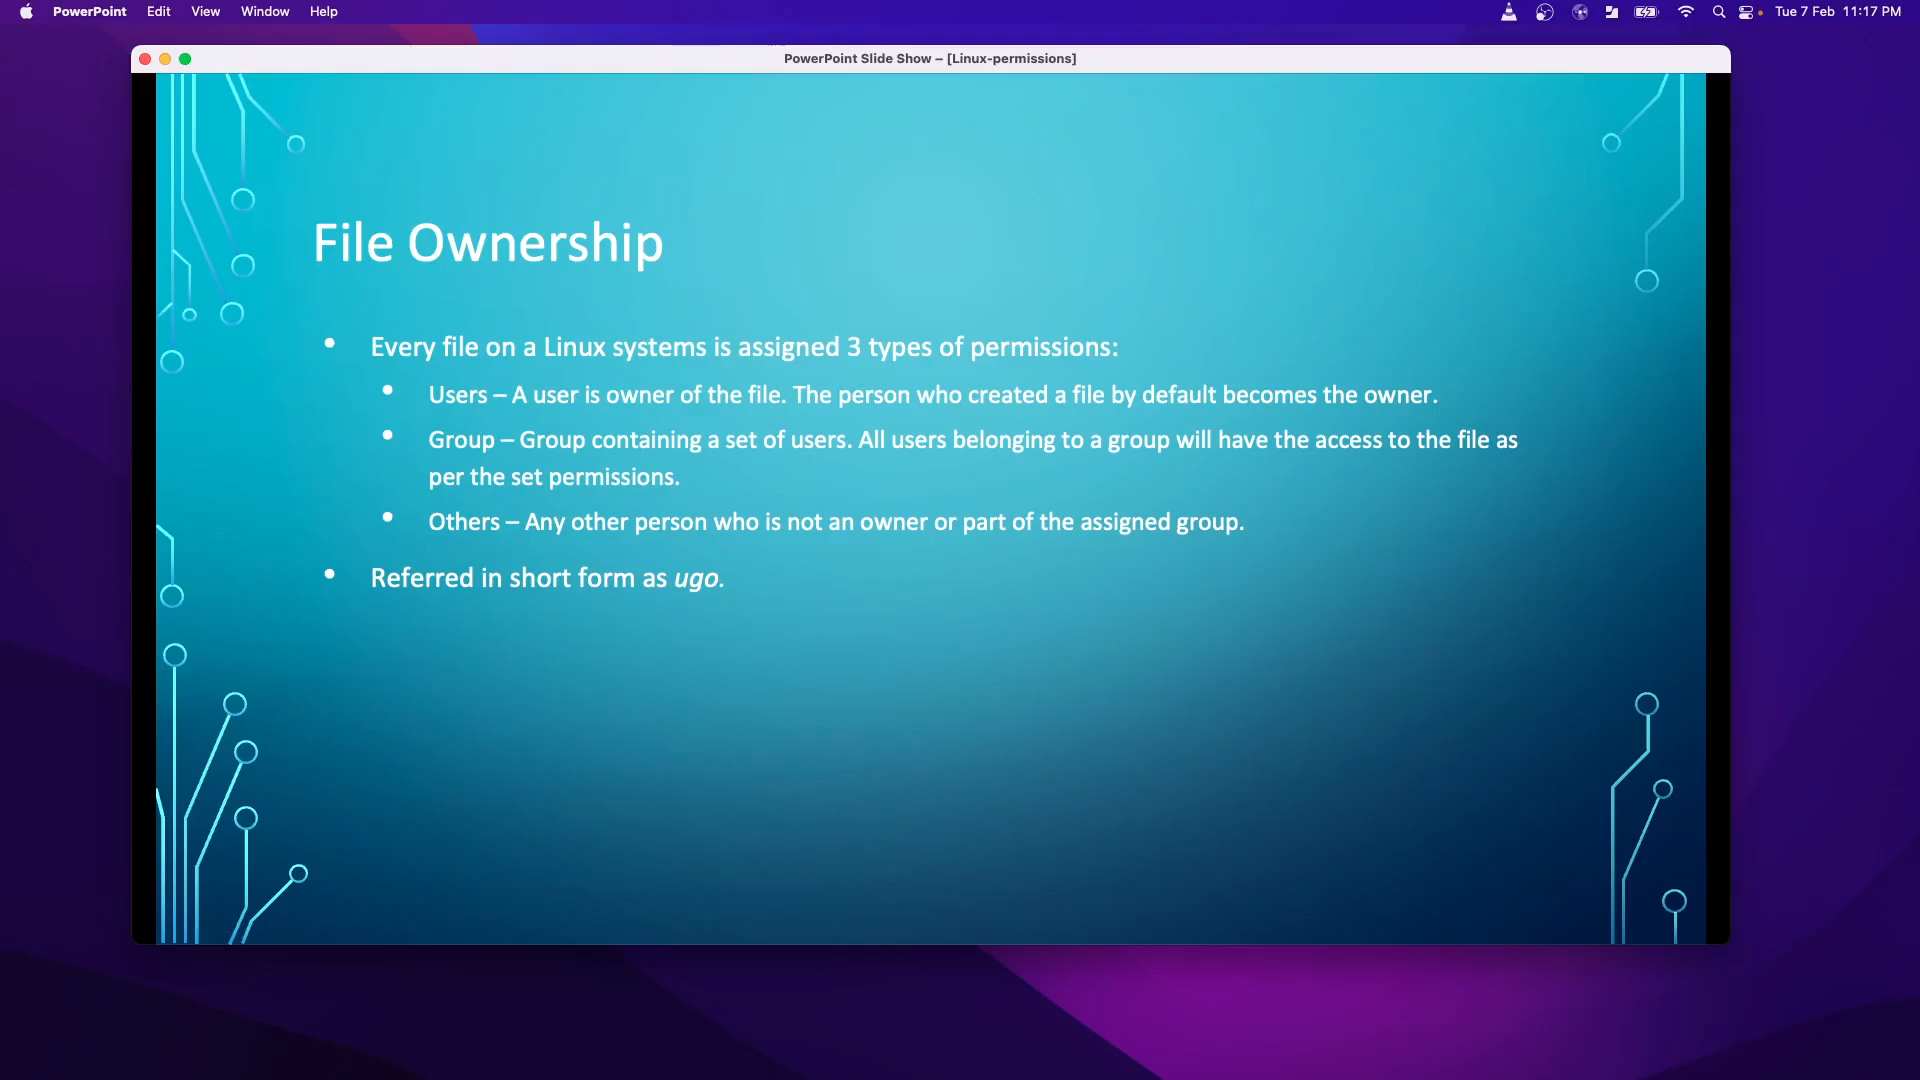 PowerPoint Edit View Window Help Tue 7 Feb 11:17 PM
PowerPoint Slide Show – [Linux-permissions]
File Ownership
• Every file on a Linux systems is assigned 3 types of permissions:
• Users – A user is owner of the file. The person who created a file by default becomes the owner.
• Group – Group containing a set of users. All users belonging to a group will have the access to the file as
per the set permissions.
• Others – Any other person who is not an owner or part of the assigned group.
• Referred in short form as ugo.